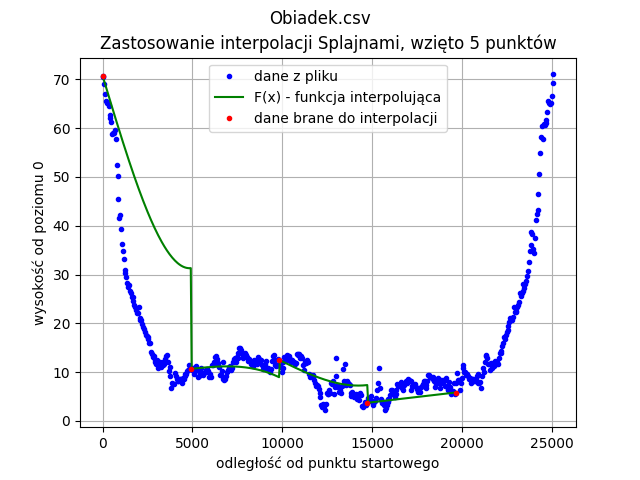 Obiadek.csv
Zastosowanie interpolacji Splajnami, wzięto 5 punktów
dane z pliku
F(x) - funkcja interpolująca
dane brane do interpolacji
70
60
50
40
30
20
10
0
wysokość od poziomu 0
0 5000 10000 15000 20000 25000
odległość od punktu startowego